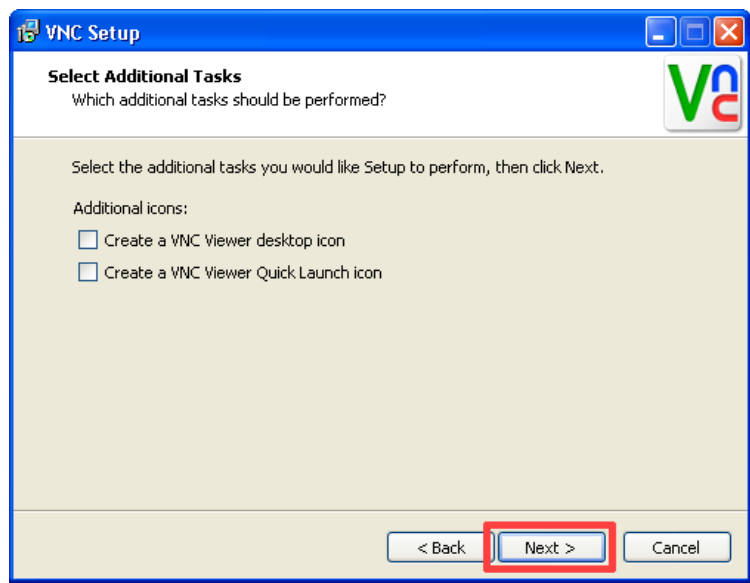 VNC Setup
Select Additional Tasks
Which additional tasks should be performed?
Vnc
Select the additional tasks you would like Setup to perform, then click Next.
Additional icons:
Create a VNC Viewer desktop icon
Create a VNC Viewer Quick Launch icon
< Back
Next >
Cancel